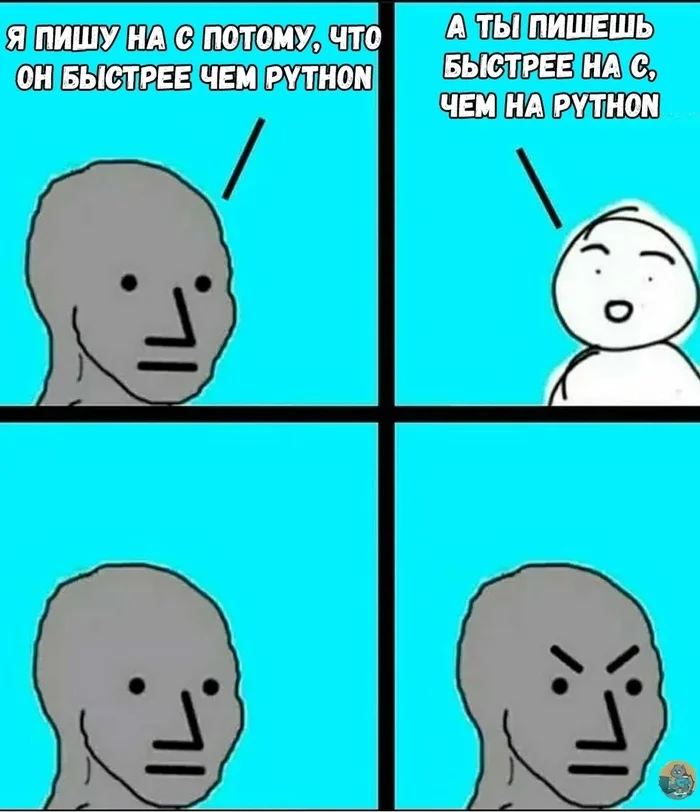 Я ПИШУ НА C ПОТОМУ, ЧТО
ОН БЫСТРЕЕ ЧЕМ PYTHON
А ТЫ ПИШЕШЬ
БЫСТРЕЕ НА C,
ЧЕМ НА PYTHON